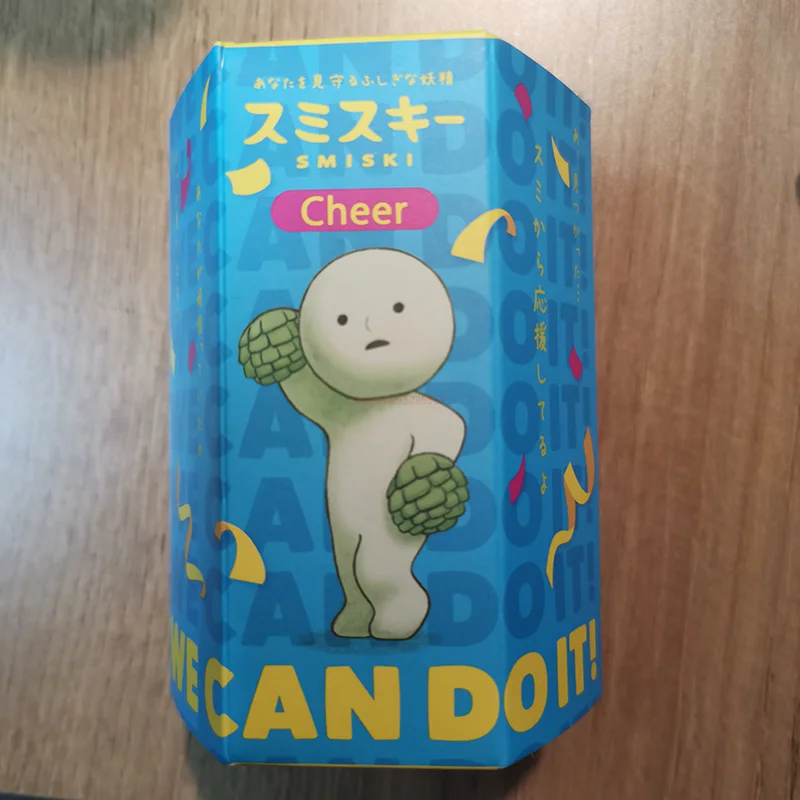 あなたを見守るふしぎな妖精
スミスキー
SMISKI
Cheer
スミから応援してるよ
WE CAN DO IT!